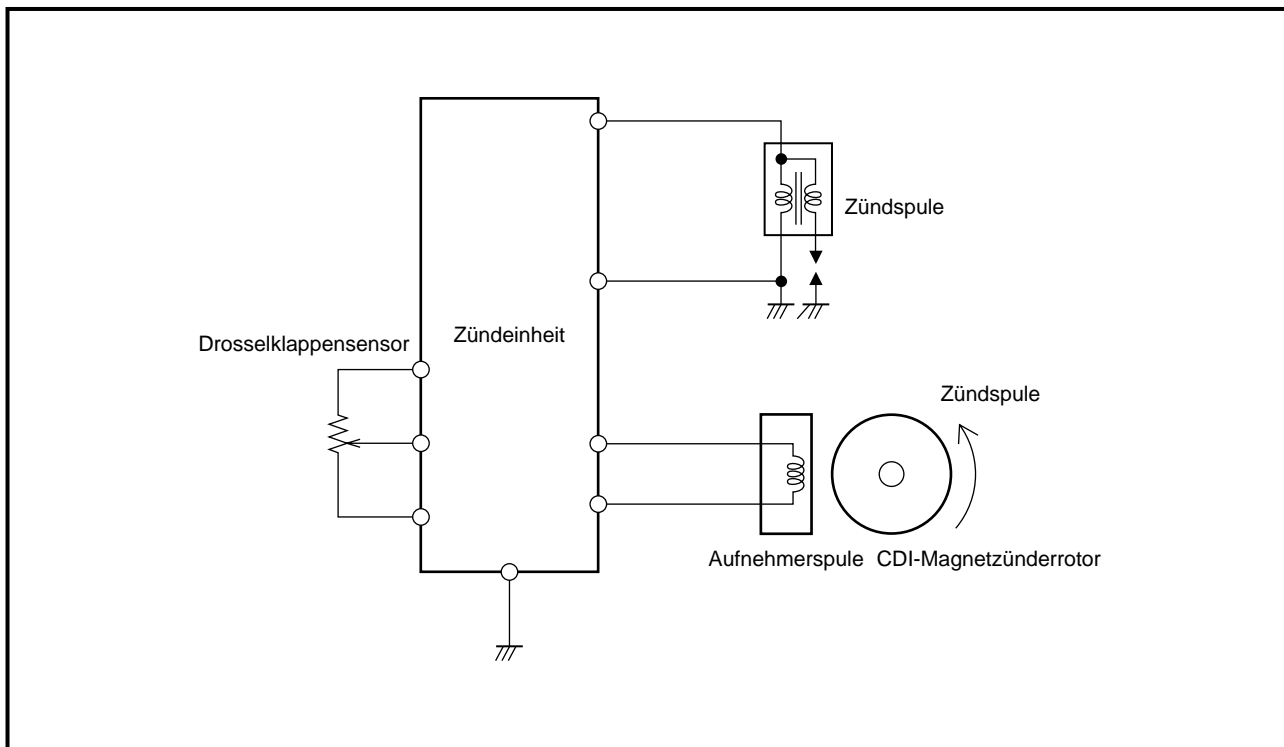 Zündspule
Zündeinheit
Drosselklappensensor
Zündspule
Aufnehmerspule
CDI-Magnetzünderrotor